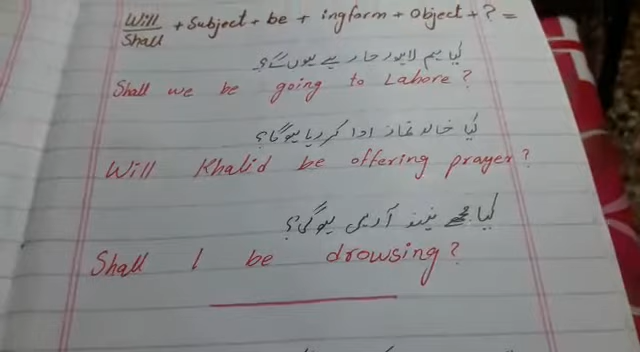 Will/Shall + Subject + be + ingform + Object + ? =
کیا ہم لاہور جا رہے ہوں گے؟
Shall we be going to Lahore?
کیا خالد نماز ادا کر رہا ہوگا؟
Will Khalid be offering prayer?
کیا مجھے نیند آرہی ہوگی؟
Shall I be drowsing?